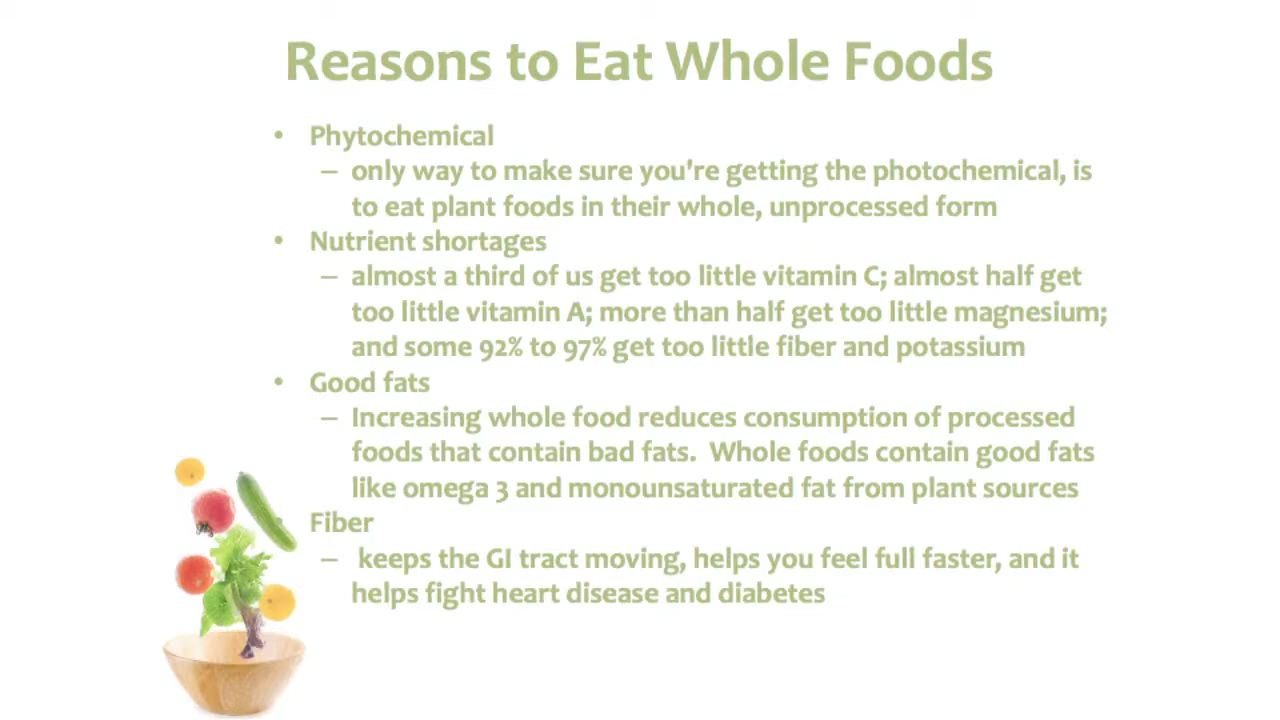 Reasons to Eat Whole Foods
• Phytochemical
– only way to make sure you're getting the photochemical, is
to eat plant foods in their whole, unprocessed form
• Nutrient shortages
– almost a third of us get too little vitamin C; almost half get
too little vitamin A; more than half get too little magnesium;
and some 92% to 97% get too little fiber and potassium
• Good fats
– Increasing whole food reduces consumption of processed
foods that contain bad fats.  Whole foods contain good fats
like omega 3 and monounsaturated fat from plant sources
Fiber
– keeps the GI tract moving, helps you feel full faster, and it
helps fight heart disease and diabetes